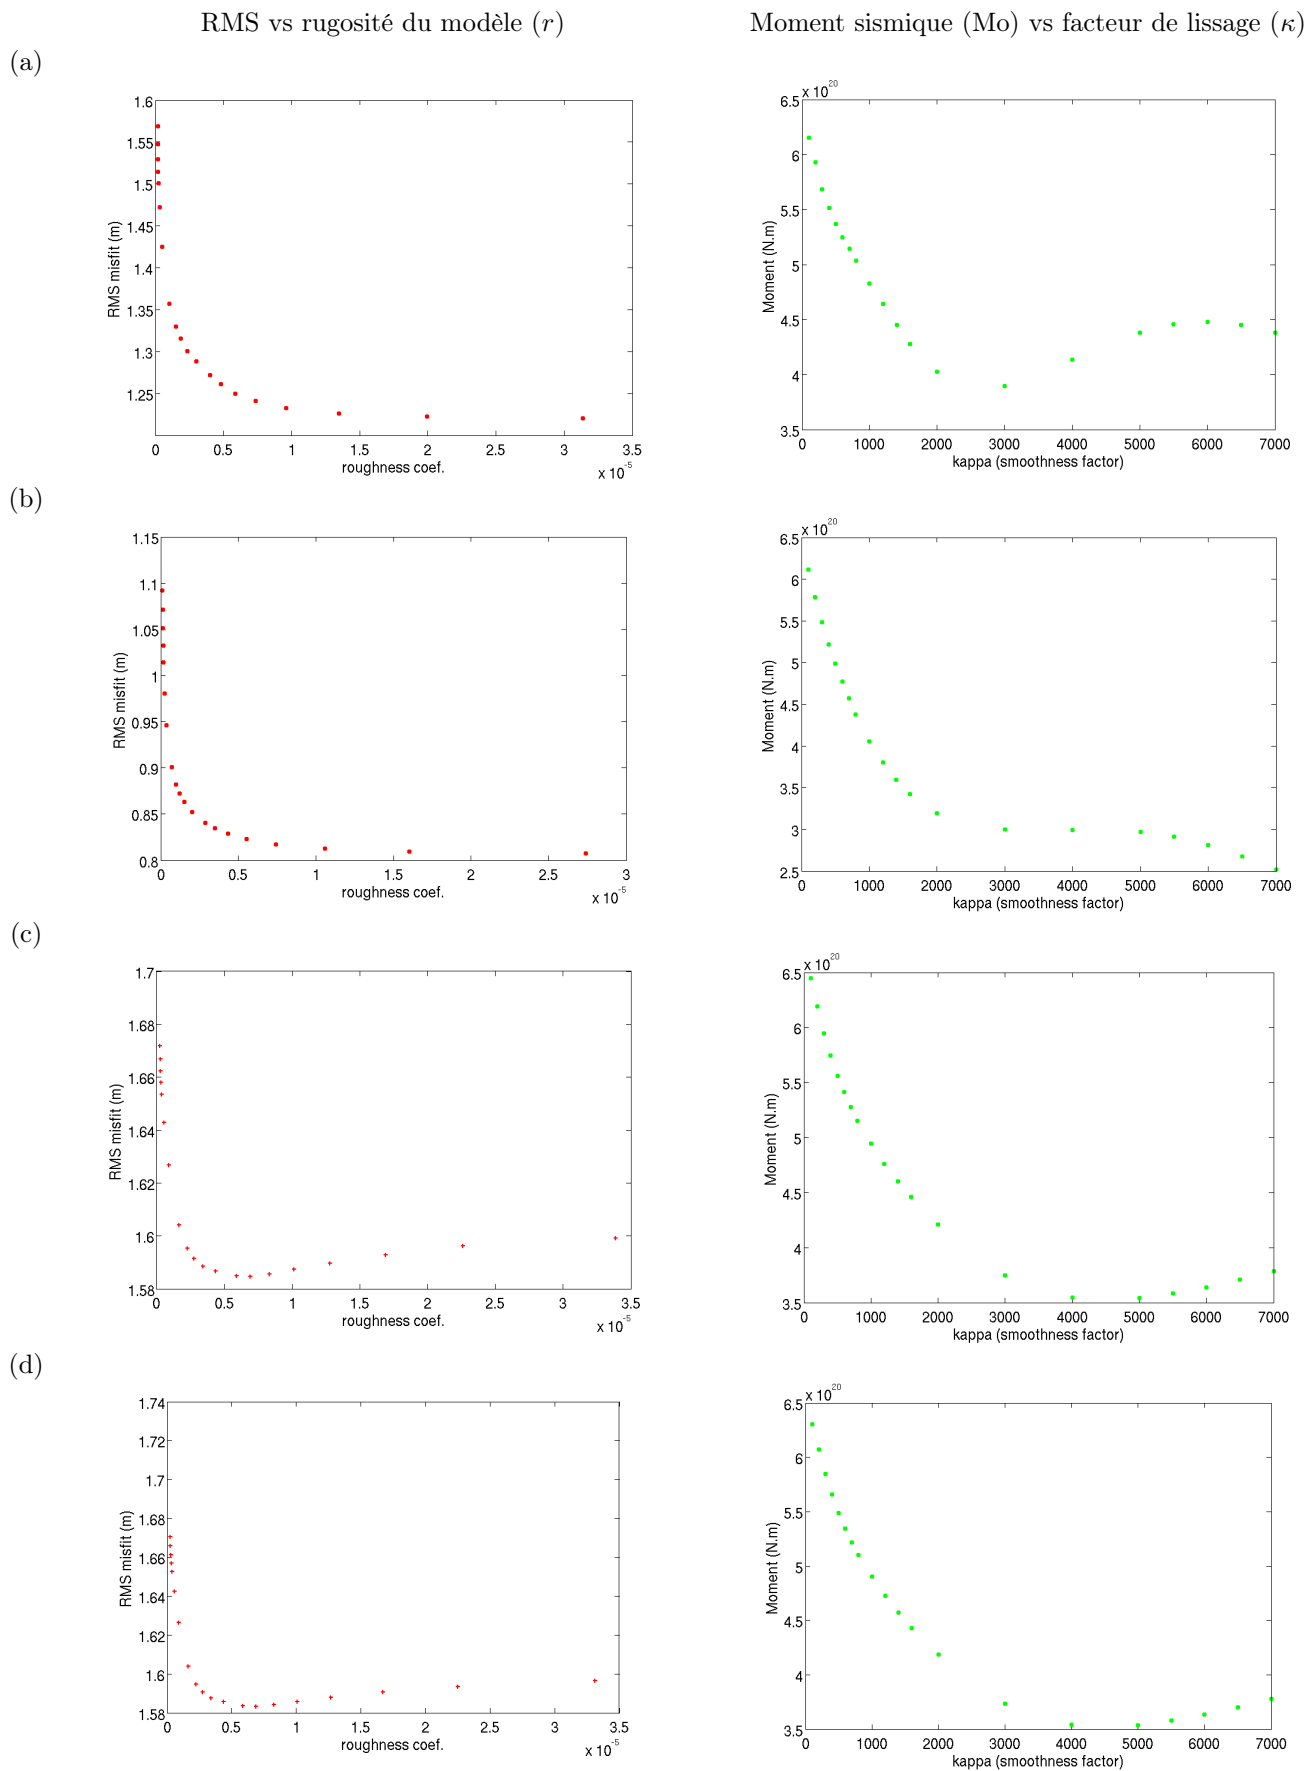 RMS vs rugosité du modèle (r)
Moment sismique (Mo) vs facteur de lissage (κ)
(a)
1.6
1.55
1.5
1.45
1.4
1.35
1.3
1.25
RMS misfit (m)
0 0.5 1 1.5 2 2.5 3 3.5
roughness coef.
x 10^-5
x 10^20
6.5
6
5.5
5
4.5
4
3.5
Moment (N.m)
0 1000 2000 3000 4000 5000 6000 7000
kappa (smoothness factor)
(b)
1.15
1.1
1.05
1
0.95
0.9
0.85
0.8
RMS misfit (m)
0 0.5 1 1.5 2 2.5 3
roughness coef.
x 10^-5
x 10^20
6.5
6
5.5
5
4.5
4
3.5
3
2.5
Moment (N.m)
0 1000 2000 3000 4000 5000 6000 7000
kappa (smoothness factor)
(c)
1.7
1.68
1.66
1.64
1.62
1.6
1.58
RMS misfit (m)
0 0.5 1 1.5 2 2.5 3 3.5
roughness coef.
x 10^-5
x 10^20
6.5
6
5.5
5
4.5
4
3.5
Moment (N.m)
0 1000 2000 3000 4000 5000 6000 7000
kappa (smoothness factor)
(d)
1.74
1.72
1.7
1.68
1.66
1.64
1.62
1.6
1.58
RMS misfit (m)
0 0.5 1 1.5 2 2.5 3 3.5
roughness coef.
x 10^-5
x 10^20
6.5
6
5.5
5
4.5
4
3.5
Moment (N.m)
0 1000 2000 3000 4000 5000 6000 7000
kappa (smoothness factor)